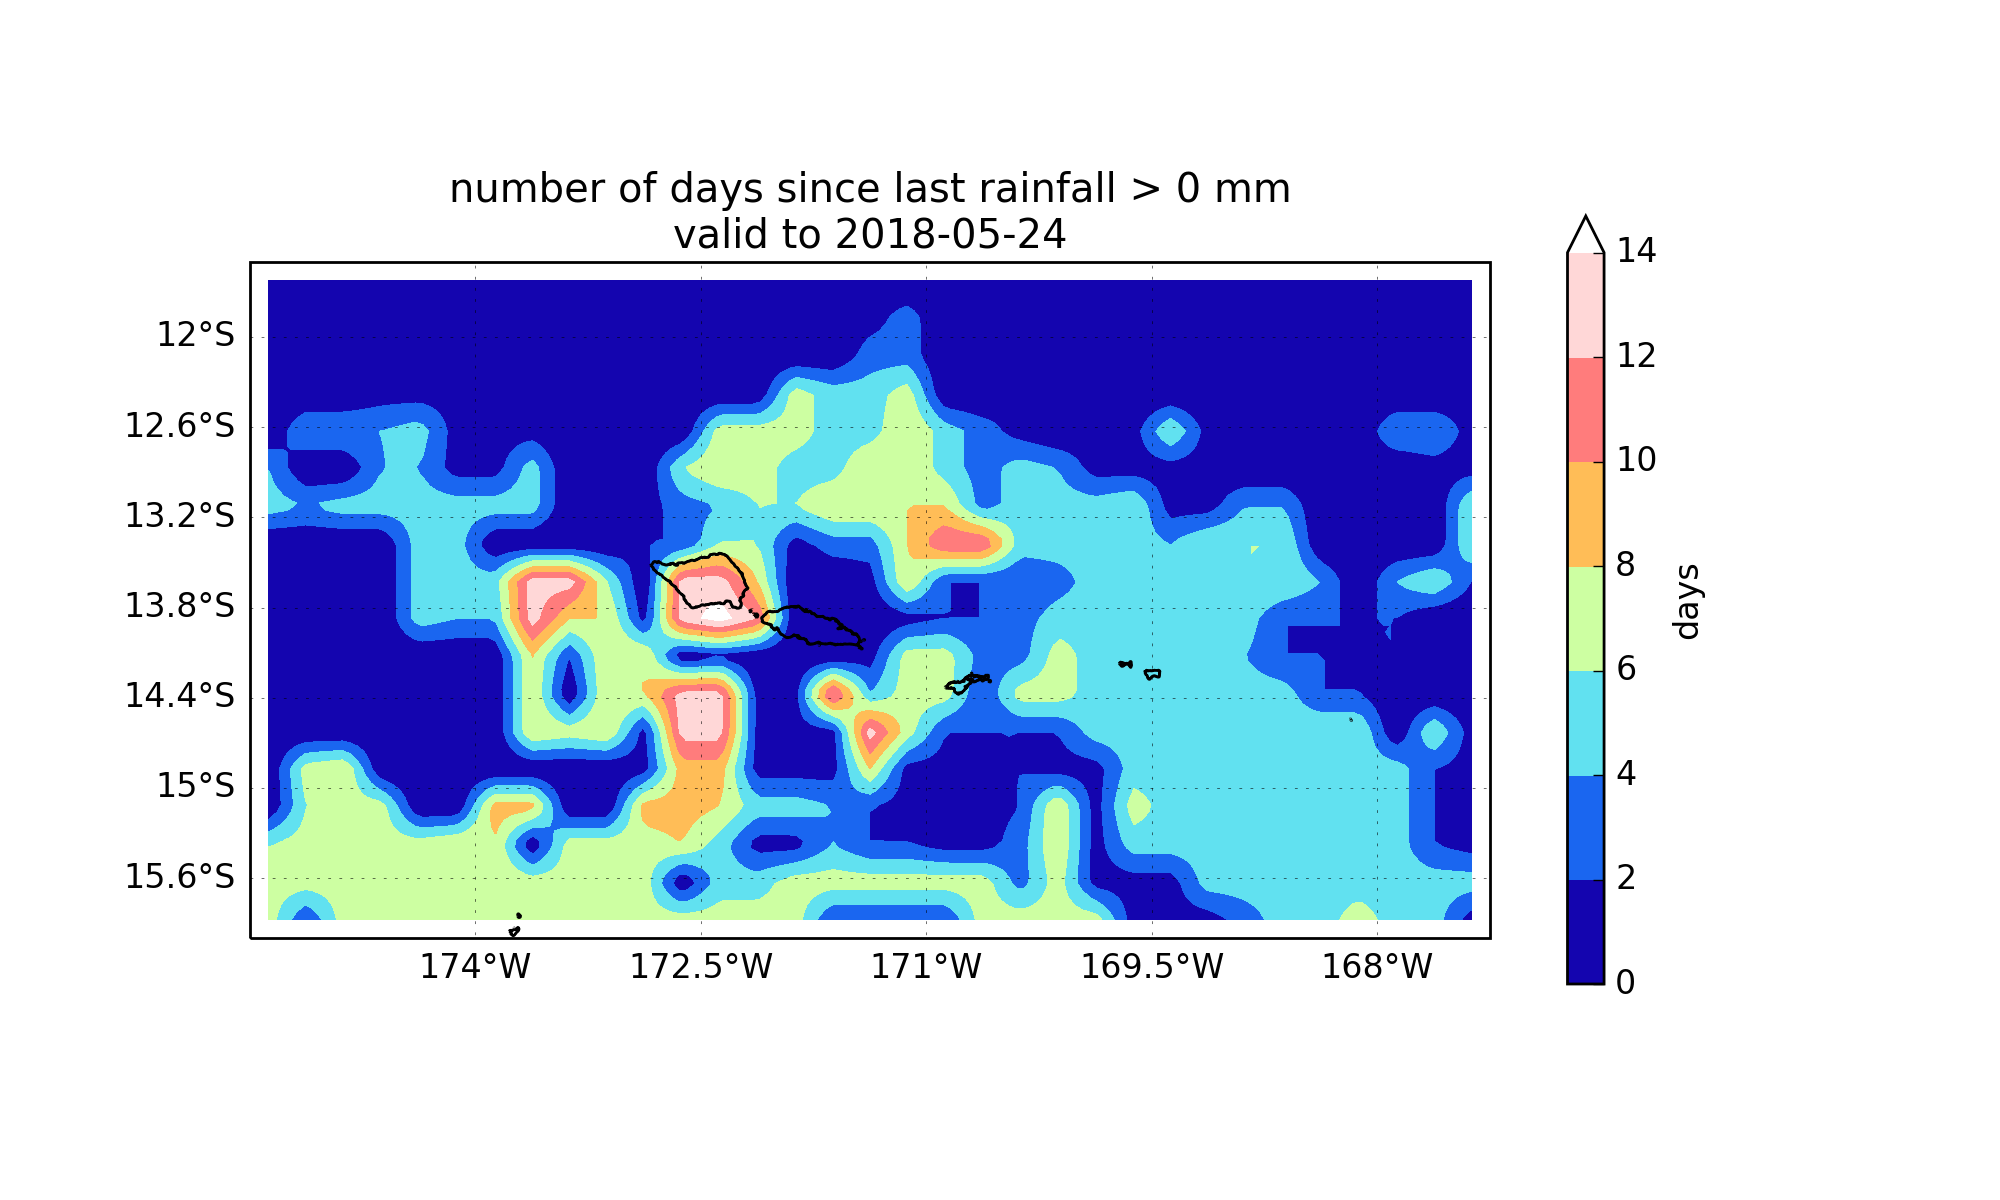 number of days since last rainfall > 0 mm
valid to 2018-05-24
12°S
12.6°S
13.2°S
13.8°S
14.4°S
15°S
15.6°S
174°W 172.5°W 171°W 169.5°W 168°W
14
12
10
8
6
4
2
0
days